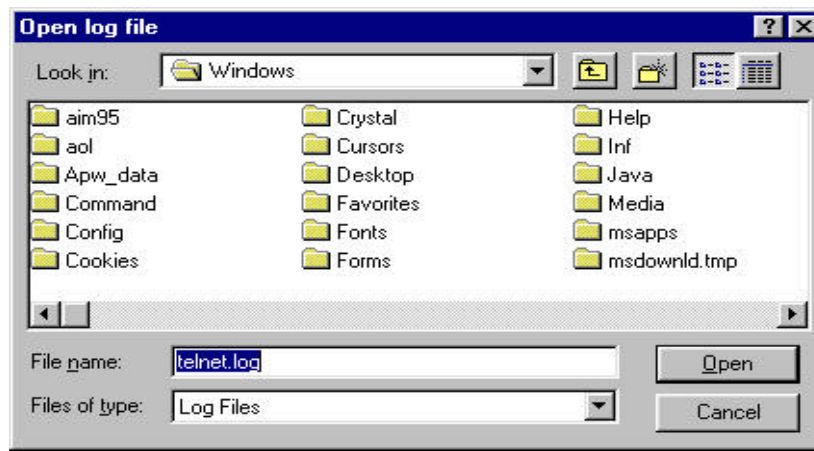 Open log file
Look in: Windows
aim95 Crystal Help
aol Cursors Inf
Apw_data Desktop Java
Command Favorites Media
Config Fonts msapps
Cookies Forms msdownld.tmp
File name: telnet.log Open
Files of type: Log Files Cancel